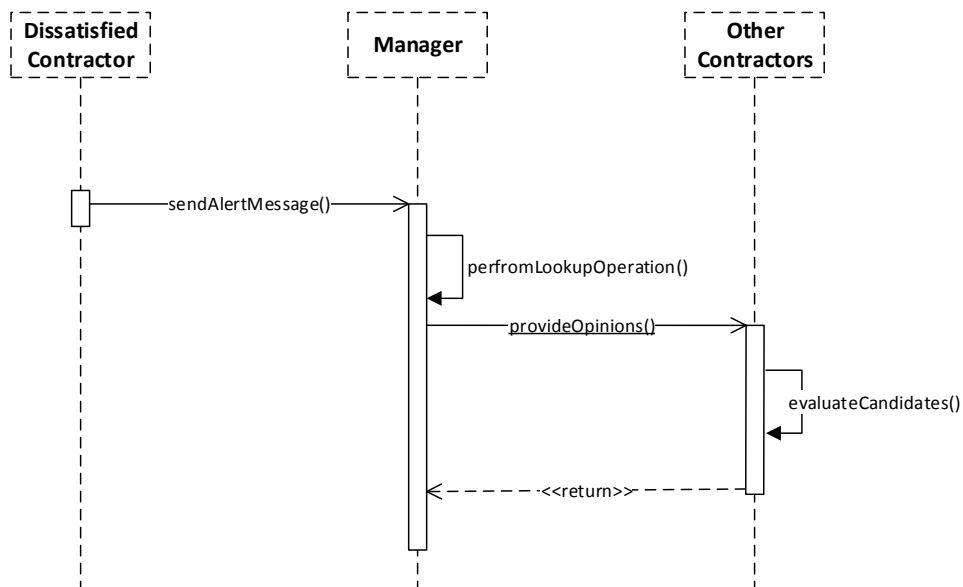 Dissatisfied
Contractor
Manager
Other
Contractors
sendAlertMessage()
perfromLookupOperation()
provideOpinions()
evaluateCandidates()
<<return>>